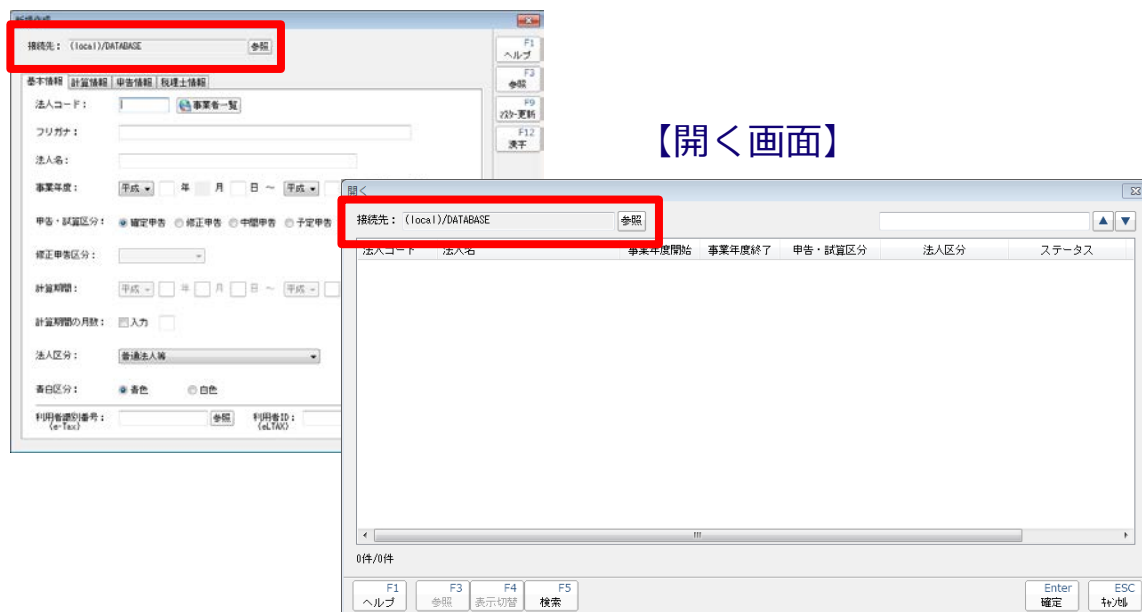 新規作成
接続先： (local)/DATABASE 参照
F1 ヘルプ
F3 参照
F9 ﾏｽﾀｰ更新
F12 漢字
基本情報 計算情報 申告情報 税理士情報
法人コード： 事業者一覧
フリガナ：
法人名：
事業年度： 平成 年 月 日 ～ 平成
申告・試算区分： 確定申告 修正申告 中間申告 予定申告
修正申告区分：
計算期間： 平成 年 月 日 ～ 平成
計算期間の月数： 入力
法人区分： 普通法人等
青白区分： 青色 白色
利用者識別番号： 参照 利用者ID：
(e-Tax) (eLTAX)
【開く画面】
開く
接続先： (local)/DATABASE 参照
法人コード 法人名 事業年度開始 事業年度終了 申告・試算区分 法人区分 ステータス
0件/0件
F1 F3 F4 F5 Enter ESC
ヘルプ 参照 表示切替 検索 確定 ｷｬﾝｾﾙ